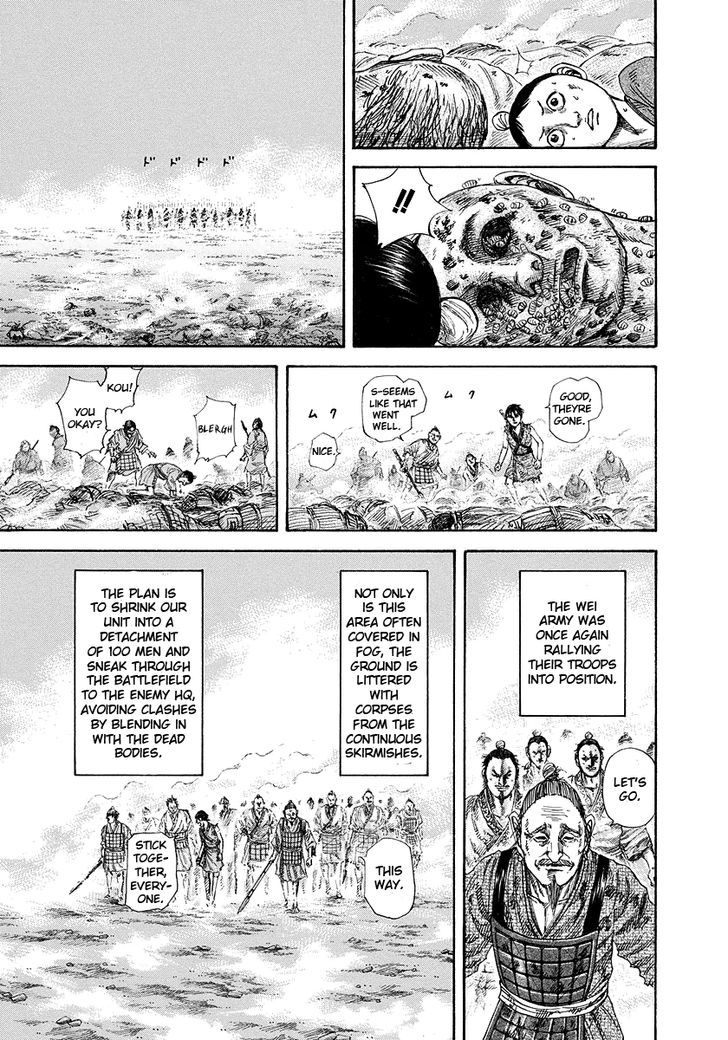 !!
ド ド ド ド
GOOD,
THEYRE
GONE.
S-SEEMS
LIKE THAT
WENT
WELL.
NICE.
ムク
ムク
KOU!
YOU
OKAY?
BLERGH
THE WEI
ARMY WAS
ONCE AGAIN
RALLYING
THEIR TROOPS
INTO POSITION.
LET'S
GO.
NOT ONLY
IS THIS
AREA OFTEN
COVERED IN
FOG, THE
GROUND IS
LITTERED
WITH
CORPSES
FROM THE
CONTINUOUS
SKIRMISHES.
THE PLAN IS
TO SHRINK OUR
UNIT INTO A
DETACHMENT
OF 100 MEN AND
SNEAK THROUGH
THE BATTLEFIELD
TO THE ENEMY HQ,
AVOIDING CLASHES
BY BLENDING IN
WITH THE DEAD
BODIES.
THIS
WAY.
STICK
TOGE-
THER,
EVERY-
ONE.